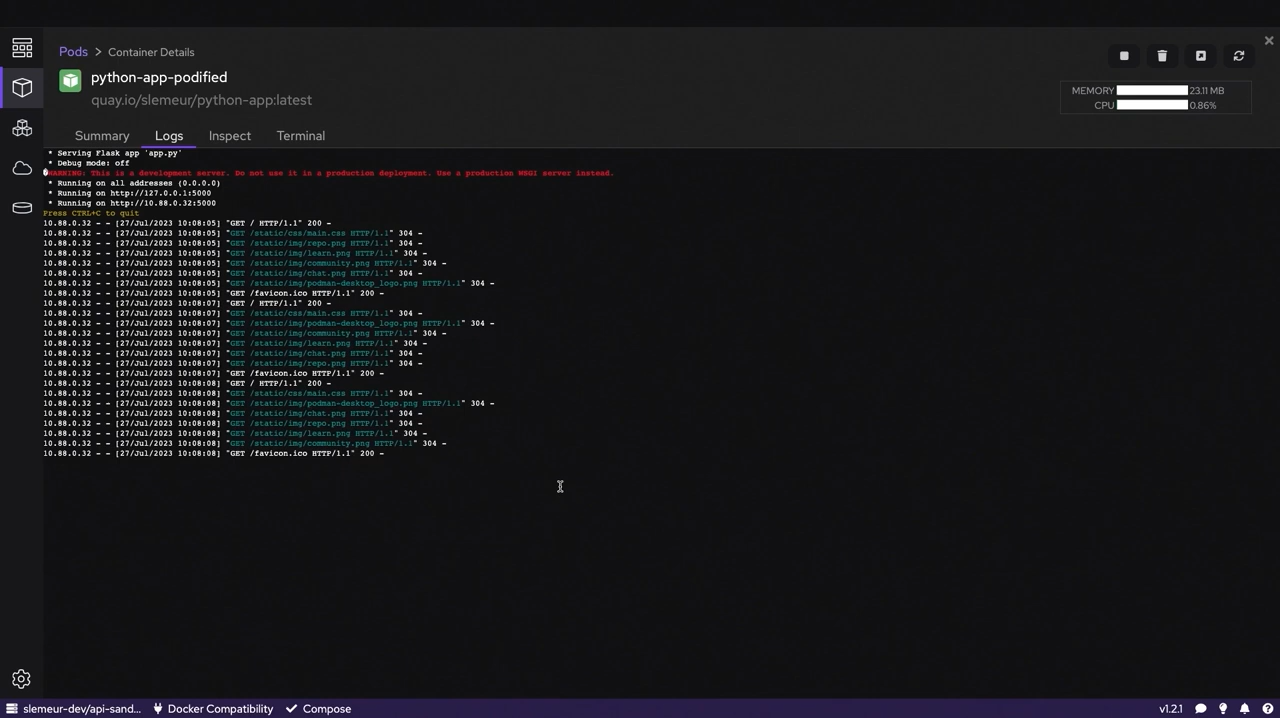 Pods > Container Details
python-app-podified
quay.io/slemeur/python-app:latest
MEMORY 23.11 MB
CPU 0.86%
Summary Logs Inspect Terminal
* Serving Flask app 'app.py'
* Debug mode: off
WARNING: This is a development server. Do not use it in a production deployment. Use a production WSGI server instead.
* Running on all addresses (0.0.0.0)
* Running on http://127.0.0.1:5000
* Running on http://10.88.0.32:5000
Press CTRL+C to quit
10.88.0.32 - - [27/Jul/2023 10:08:05] "GET / HTTP/1.1" 200 -
10.88.0.32 - - [27/Jul/2023 10:08:05] "GET /static/css/main.css HTTP/1.1" 304 -
10.88.0.32 - - [27/Jul/2023 10:08:05] "GET /static/img/repo.png HTTP/1.1" 304 -
10.88.0.32 - - [27/Jul/2023 10:08:05] "GET /static/img/learn.png HTTP/1.1" 304 -
10.88.0.32 - - [27/Jul/2023 10:08:05] "GET /static/img/community.png HTTP/1.1" 304 -
10.88.0.32 - - [27/Jul/2023 10:08:05] "GET /static/img/chat.png HTTP/1.1" 304 -
10.88.0.32 - - [27/Jul/2023 10:08:05] "GET /static/img/podman-desktop_logo.png HTTP/1.1" 304 -
10.88.0.32 - - [27/Jul/2023 10:08:05] "GET /favicon.ico HTTP/1.1" 200 -
10.88.0.32 - - [27/Jul/2023 10:08:07] "GET / HTTP/1.1" 200 -
10.88.0.32 - - [27/Jul/2023 10:08:07] "GET /static/css/main.css HTTP/1.1" 304 -
10.88.0.32 - - [27/Jul/2023 10:08:07] "GET /static/img/podman-desktop_logo.png HTTP/1.1" 304 -
10.88.0.32 - - [27/Jul/2023 10:08:07] "GET /static/img/community.png HTTP/1.1" 304 -
10.88.0.32 - - [27/Jul/2023 10:08:07] "GET /static/img/learn.png HTTP/1.1" 304 -
10.88.0.32 - - [27/Jul/2023 10:08:07] "GET /static/img/chat.png HTTP/1.1" 304 -
10.88.0.32 - - [27/Jul/2023 10:08:07] "GET /static/img/repo.png HTTP/1.1" 304 -
10.88.0.32 - - [27/Jul/2023 10:08:07] "GET /favicon.ico HTTP/1.1" 200 -
10.88.0.32 - - [27/Jul/2023 10:08:08] "GET / HTTP/1.1" 200 -
10.88.0.32 - - [27/Jul/2023 10:08:08] "GET /static/css/main.css HTTP/1.1" 304 -
10.88.0.32 - - [27/Jul/2023 10:08:08] "GET /static/img/podman-desktop_logo.png HTTP/1.1" 304 -
10.88.0.32 - - [27/Jul/2023 10:08:08] "GET /static/img/chat.png HTTP/1.1" 304 -
10.88.0.32 - - [27/Jul/2023 10:08:08] "GET /static/img/repo.png HTTP/1.1" 304 -
10.88.0.32 - - [27/Jul/2023 10:08:08] "GET /static/img/learn.png HTTP/1.1" 304 -
10.88.0.32 - - [27/Jul/2023 10:08:08] "GET /static/img/community.png HTTP/1.1" 304 -
10.88.0.32 - - [27/Jul/2023 10:08:08] "GET /favicon.ico HTTP/1.1" 200 -
slemeur-dev/api-sand... Docker Compatibility Compose v1.2.1